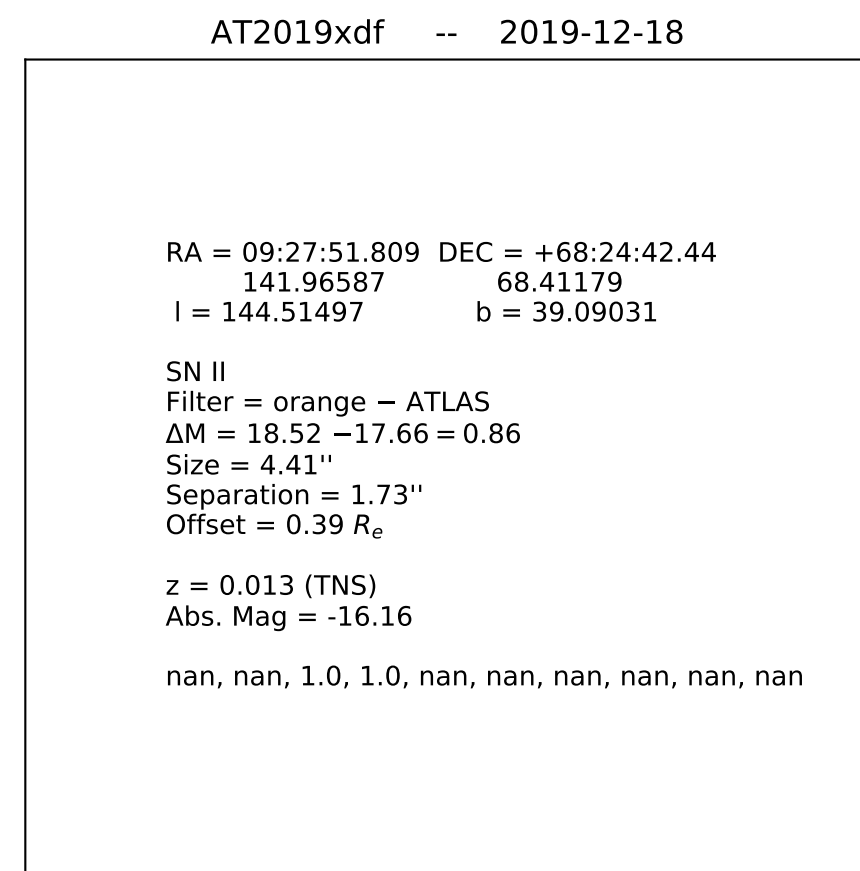 AT2019xdf -- 2019-12-18
RA = 09:27:51.809 DEC = +68:24:42.44
141.96587 68.41179
l = 144.51497 b = 39.09031
SN II
Filter = orange − ATLAS
ΔM = 18.52 −17.66 = 0.86
Size = 4.41''
Separation = 1.73''
Offset = 0.39 Re
z = 0.013 (TNS)
Abs. Mag = -16.16
nan, nan, 1.0, 1.0, nan, nan, nan, nan, nan, nan